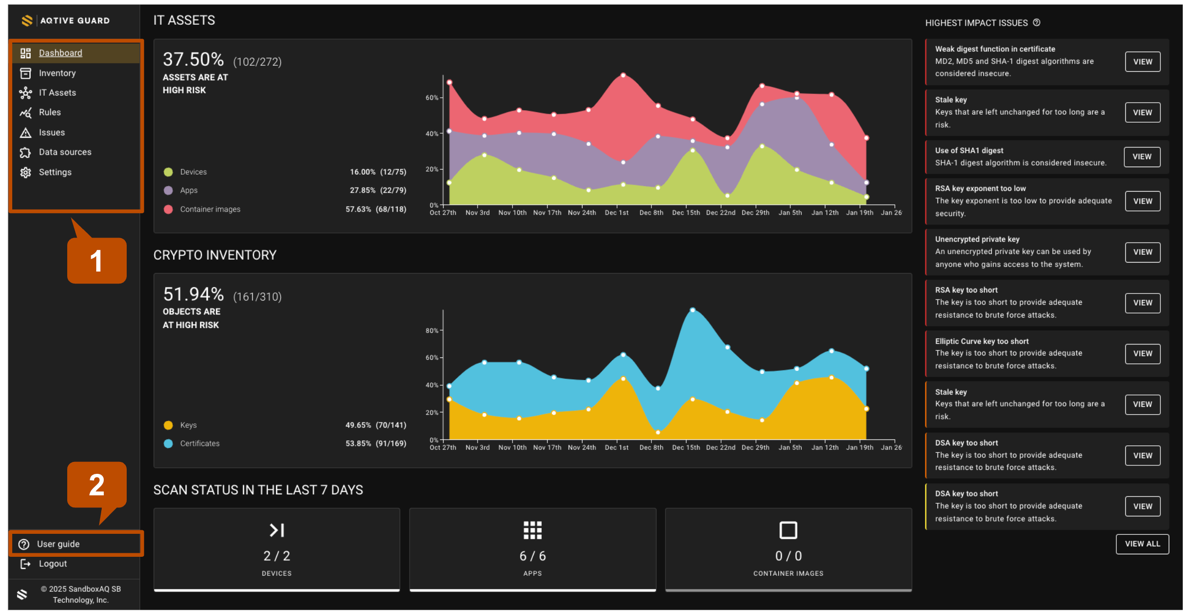 AQTIVE GUARD
Dashboard
Inventory
IT Assets
Rules
Issues
Data sources
Settings
1
2
User guide
Logout
© 2025 SandboxAQ SB
Technology, Inc.
IT ASSETS
37.50% (102/272)
ASSETS ARE AT
HIGH RISK
Devices 16.00% (12/75)
Apps 27.85% (22/79)
Container images 57.63% (68/118)
60%
40%
20%
0%
Oct 27th Nov 3rd Nov 10th Nov 17th Nov 24th Dec 1st Dec 8th Dec 15th Dec 22nd Dec 29th Jan 5th Jan 12th Jan 19th Jan 26
CRYPTO INVENTORY
51.94% (161/310)
OBJECTS ARE
AT HIGH RISK
Keys 49.65% (70/141)
Certificates 53.85% (91/169)
80%
60%
40%
20%
0%
Oct 27th Nov 3rd Nov 10th Nov 17th Nov 24th Dec 1st Dec 8th Dec 15th Dec 22nd Dec 29th Jan 5th Jan 12th Jan 19th Jan 26
SCAN STATUS IN THE LAST 7 DAYS
2 / 2
DEVICES
6 / 6
APPS
0 / 0
CONTAINER IMAGES
HIGHEST IMPACT ISSUES
Weak digest function in certificate
MD2, MD5 and SHA-1 digest algorithms are
considered insecure.
VIEW
Stale key
Keys that are left unchanged for too long are a
risk.
VIEW
Use of SHA1 digest
SHA-1 digest algorithm is considered insecure.
VIEW
RSA key exponent too low
The key exponent is too low to provide adequate
security.
VIEW
Unencrypted private key
An unencrypted private key can be used by
anyone who gains access to the system.
VIEW
RSA key too short
The key is too short to provide adequate
resistance to brute force attacks.
VIEW
Elliptic Curve key too short
The key is too short to provide adequate
resistance to brute force attacks.
VIEW
Stale key
Keys that are left unchanged for too long are a
risk.
VIEW
DSA key too short
The key is too short to provide adequate
resistance to brute force attacks.
VIEW
DSA key too short
The key is too short to provide adequate
resistance to brute force attacks.
VIEW
VIEW ALL